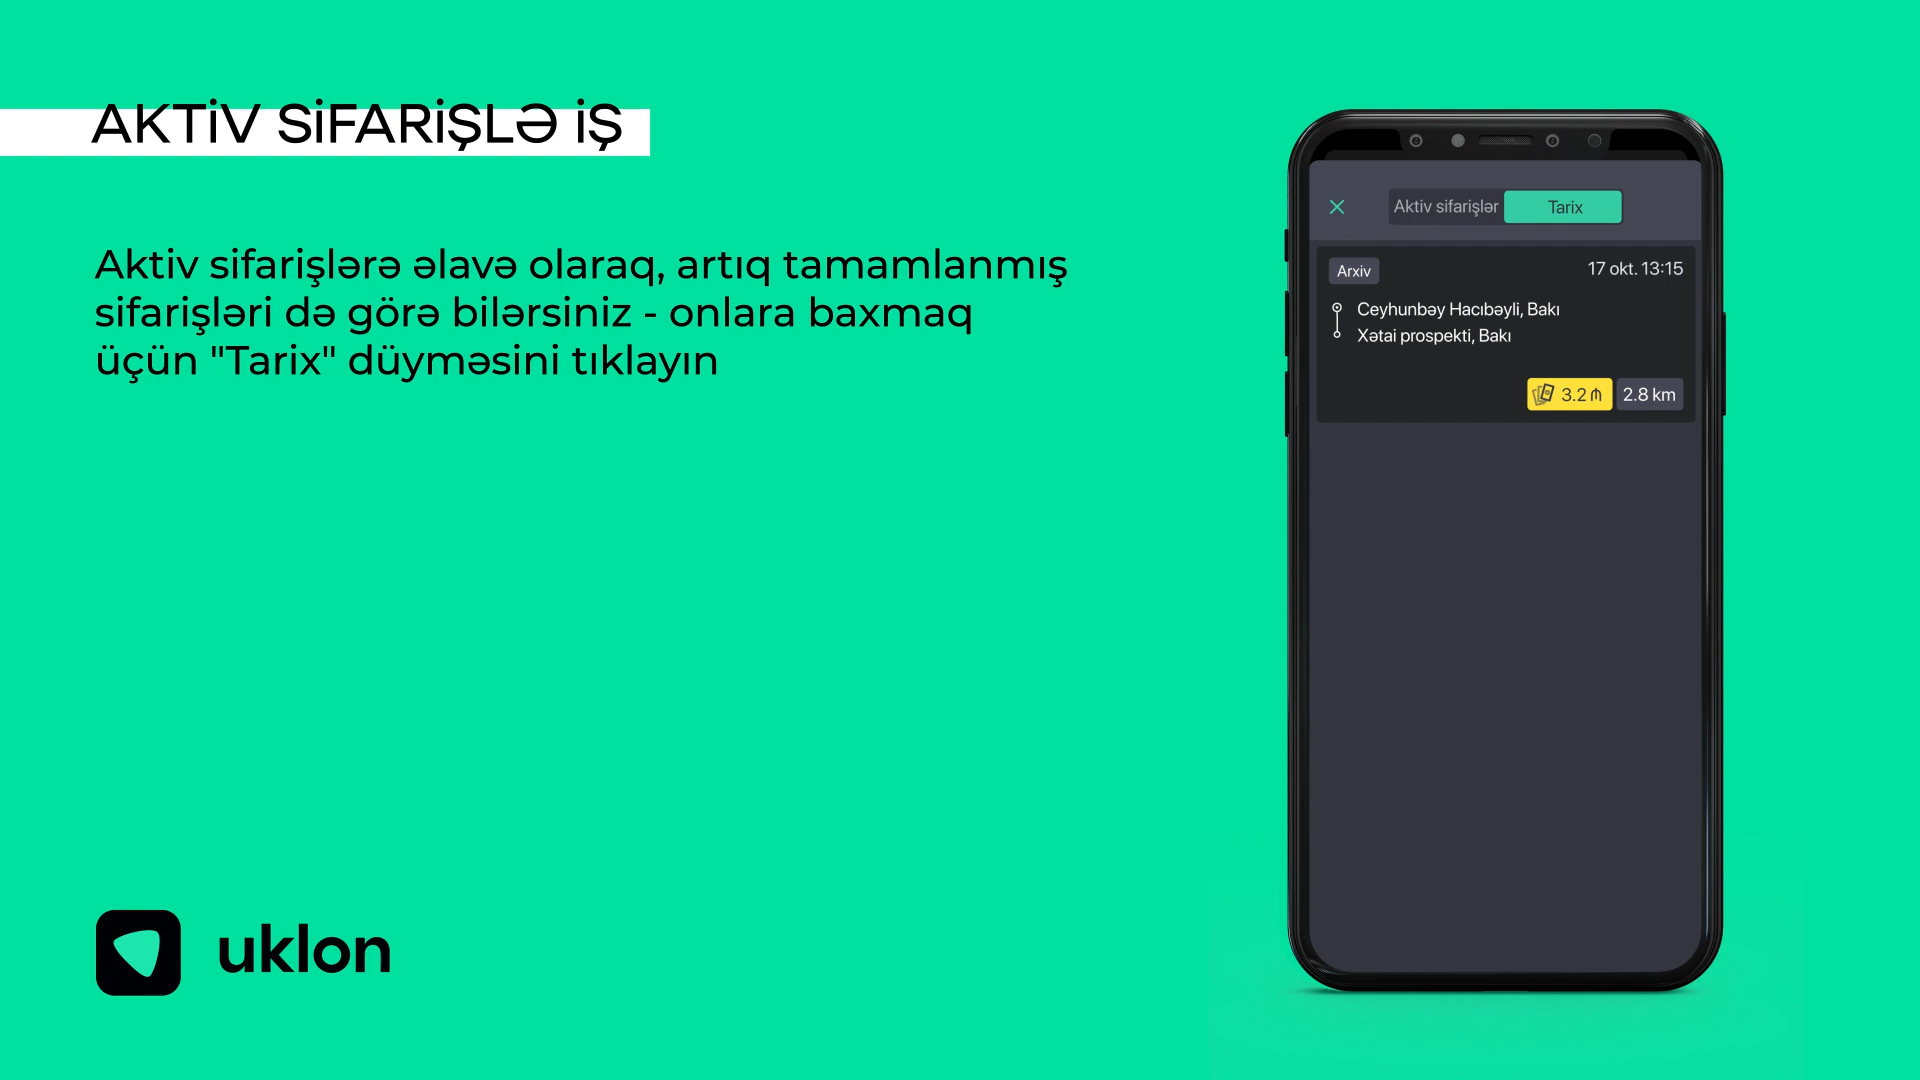 AKTİV SİFARİŞLƏ İŞ
Aktiv sifarişlərə əlavə olaraq, artıq tamamlanmış
sifarişləri də görə bilərsiniz - onlara baxmaq
üçün "Tarix" düyməsini tıklayın
Aktiv sifarişlər Tarix
Arxiv 17 okt. 13:15
Ceyhunbəy Hacıbəyli, Bakı
Xətai prospekti, Bakı
3.2 ₼ 2.8 km
uklon